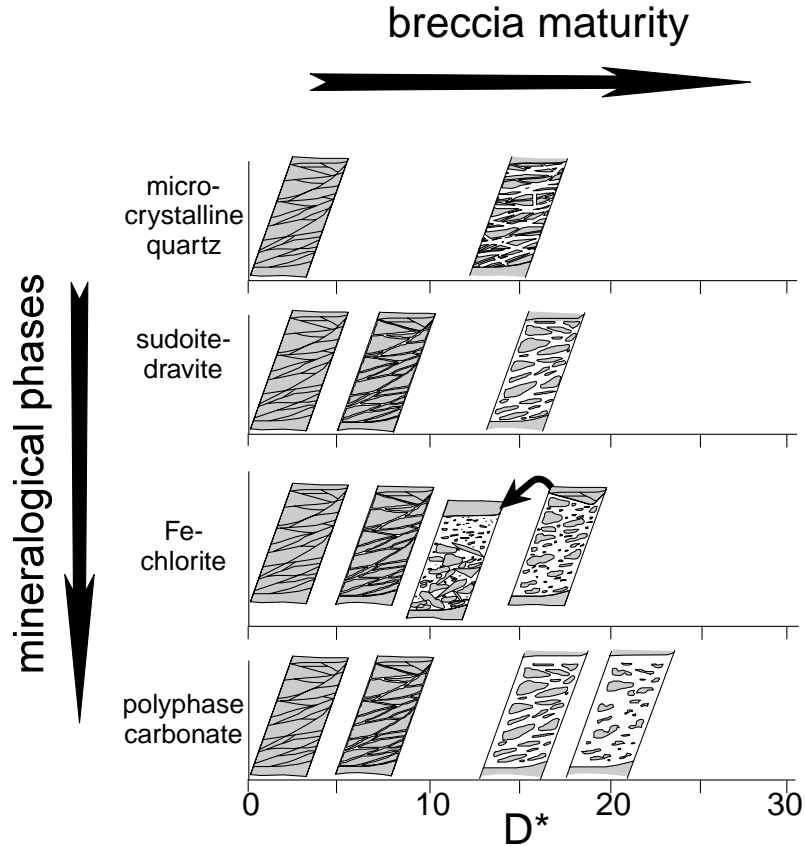 breccia maturity
mineralogical phases
micro-
crystalline
quartz
sudoite-
dravite
Fe-
chlorite
polyphase
carbonate
0 10 20 30
D*